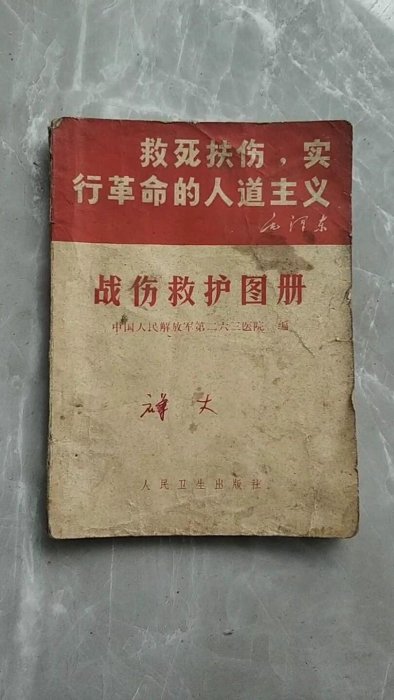 救死扶伤，实
行革命的人道主义
毛泽东
战伤救护图册
中国人民解放军第二六三医院 编
人民卫生出版社